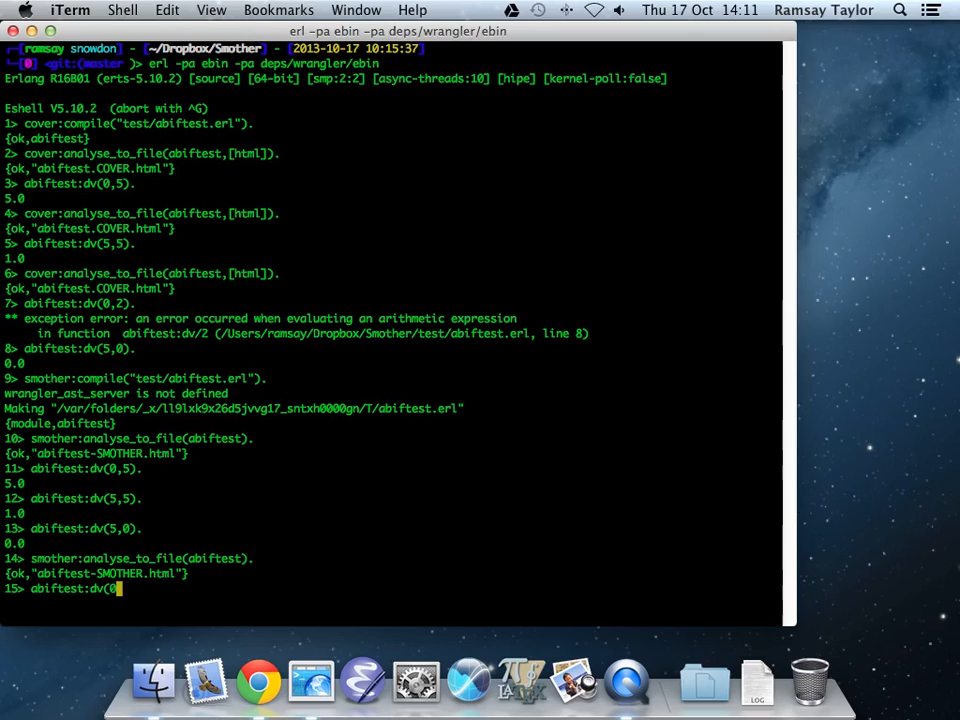 iTerm Shell Edit View Bookmarks Window Help Thu 17 Oct 14:11 Ramsay Taylor
erl -pa ebin -pa deps/wrangler/ebin
[ramsay snowdon] - [~/Dropbox/Smother] - [2013-10-17 10:15:37]
[0] <git:(master )> erl -pa ebin -pa deps/wrangler/ebin
Erlang R16B01 (erts-5.10.2) [source] [64-bit] [smp:2:2] [async-threads:10] [hipe] [kernel-poll:false]
Eshell V5.10.2 (abort with ^G)
1> cover:compile("test/abiftest.erl").
{ok,abiftest}
2> cover:analyse_to_file(abiftest,[html]).
{ok,"abiftest.COVER.html"}
3> abiftest:dv(0,5).
5.0
4> cover:analyse_to_file(abiftest,[html]).
{ok,"abiftest.COVER.html"}
5> abiftest:dv(5,5).
1.0
6> cover:analyse_to_file(abiftest,[html]).
{ok,"abiftest.COVER.html"}
7> abiftest:dv(0,2).
** exception error: an error occurred when evaluating an arithmetic expression
in function abiftest:dv/2 (/Users/ramsay/Dropbox/Smother/test/abiftest.erl, line 8)
8> abiftest:dv(5,0).
0.0
9> smother:compile("test/abiftest.erl").
wrangler_ast_server is not defined
Making "/var/folders/_x/ll9lxk9x26d5jvvg17_sntxh0000gn/T/abiftest.erl"
{module,abiftest}
10> smother:analyse_to_file(abiftest).
{ok,"abiftest-SMOTHER.html"}
11> abiftest:dv(0,5).
5.0
12> abiftest:dv(5,5).
1.0
13> abiftest:dv(5,0).
0.0
14> smother:analyse_to_file(abiftest).
{ok,"abiftest-SMOTHER.html"}
15> abiftest:dv(0
LOG